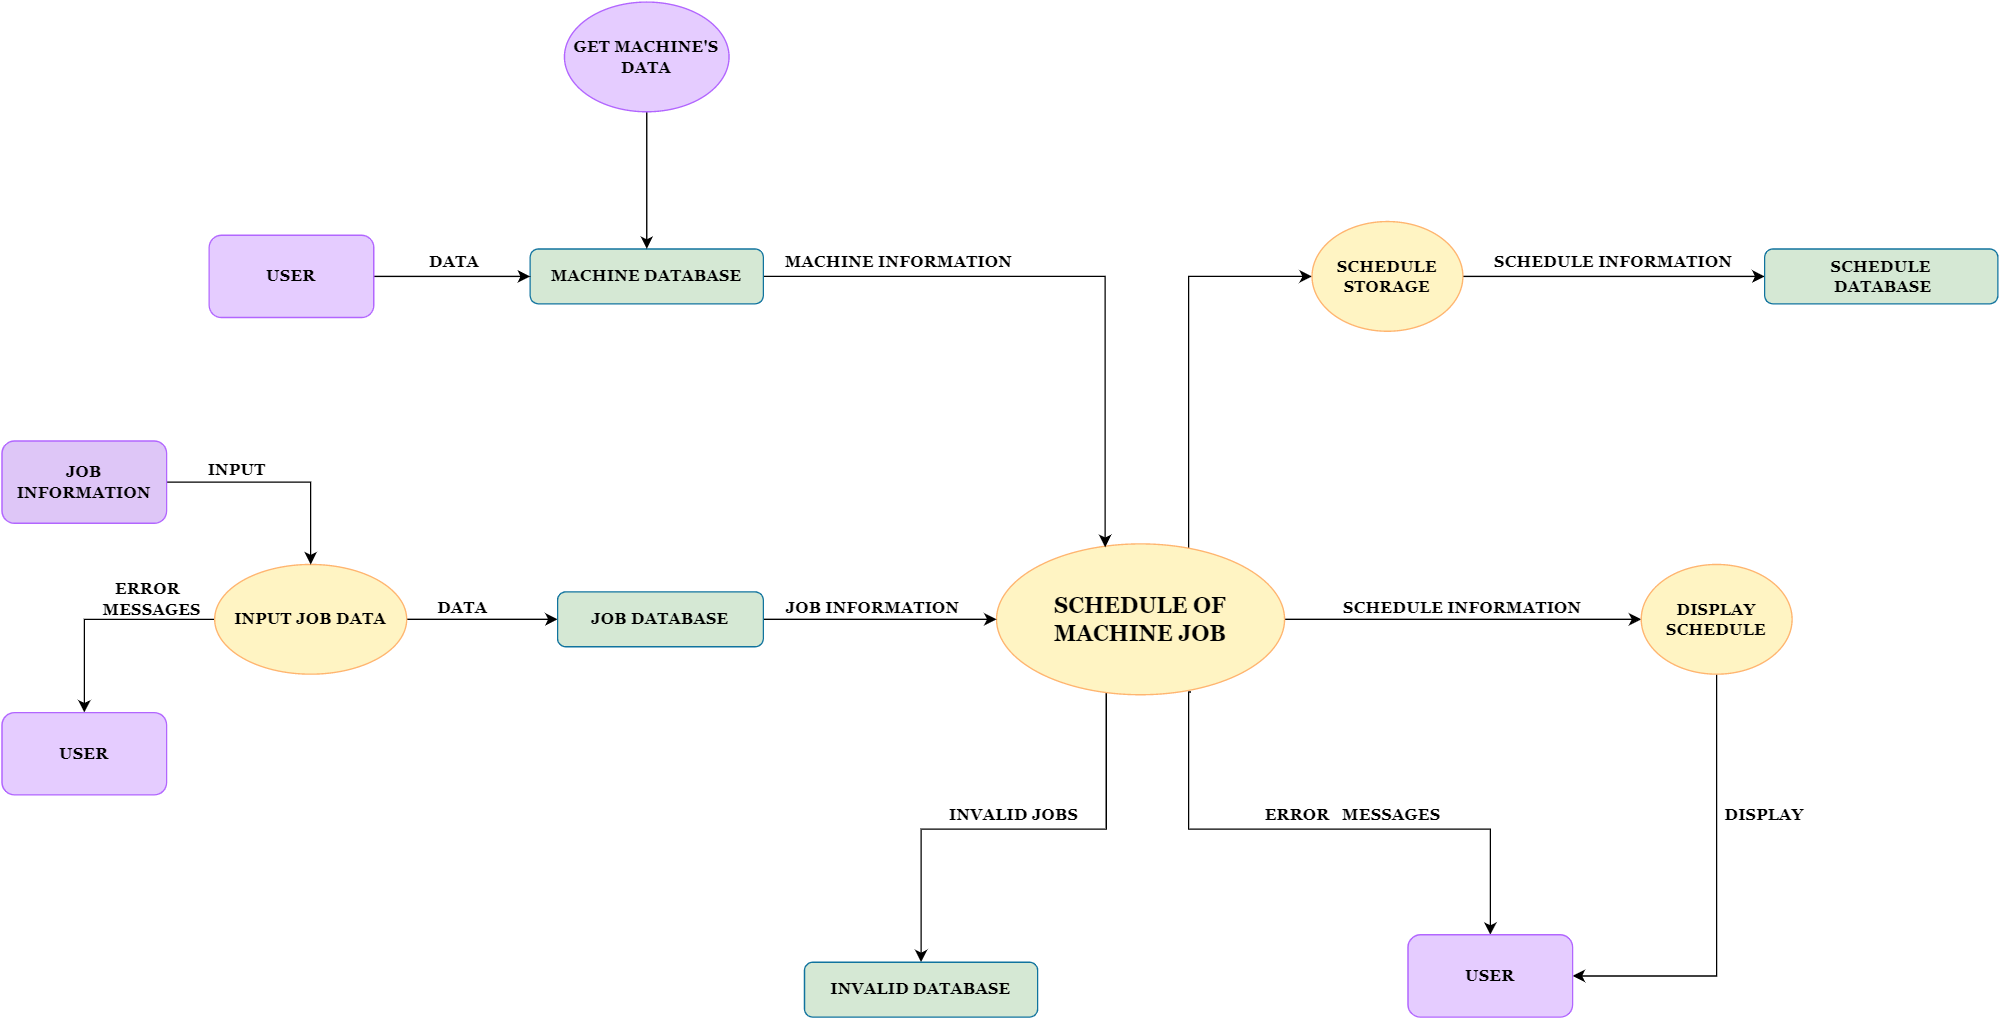 GET MACHINE'S
DATA
USER
DATA
MACHINE DATABASE
MACHINE INFORMATION
SCHEDULE
STORAGE
SCHEDULE INFORMATION
SCHEDULE
DATABASE
JOB
INFORMATION
INPUT
ERROR
MESSAGES
INPUT JOB DATA
DATA
JOB DATABASE
JOB INFORMATION
SCHEDULE OF
MACHINE JOB
SCHEDULE INFORMATION
DISPLAY
SCHEDULE
USER
INVALID JOBS
ERROR MESSAGES
DISPLAY
INVALID DATABASE
USER